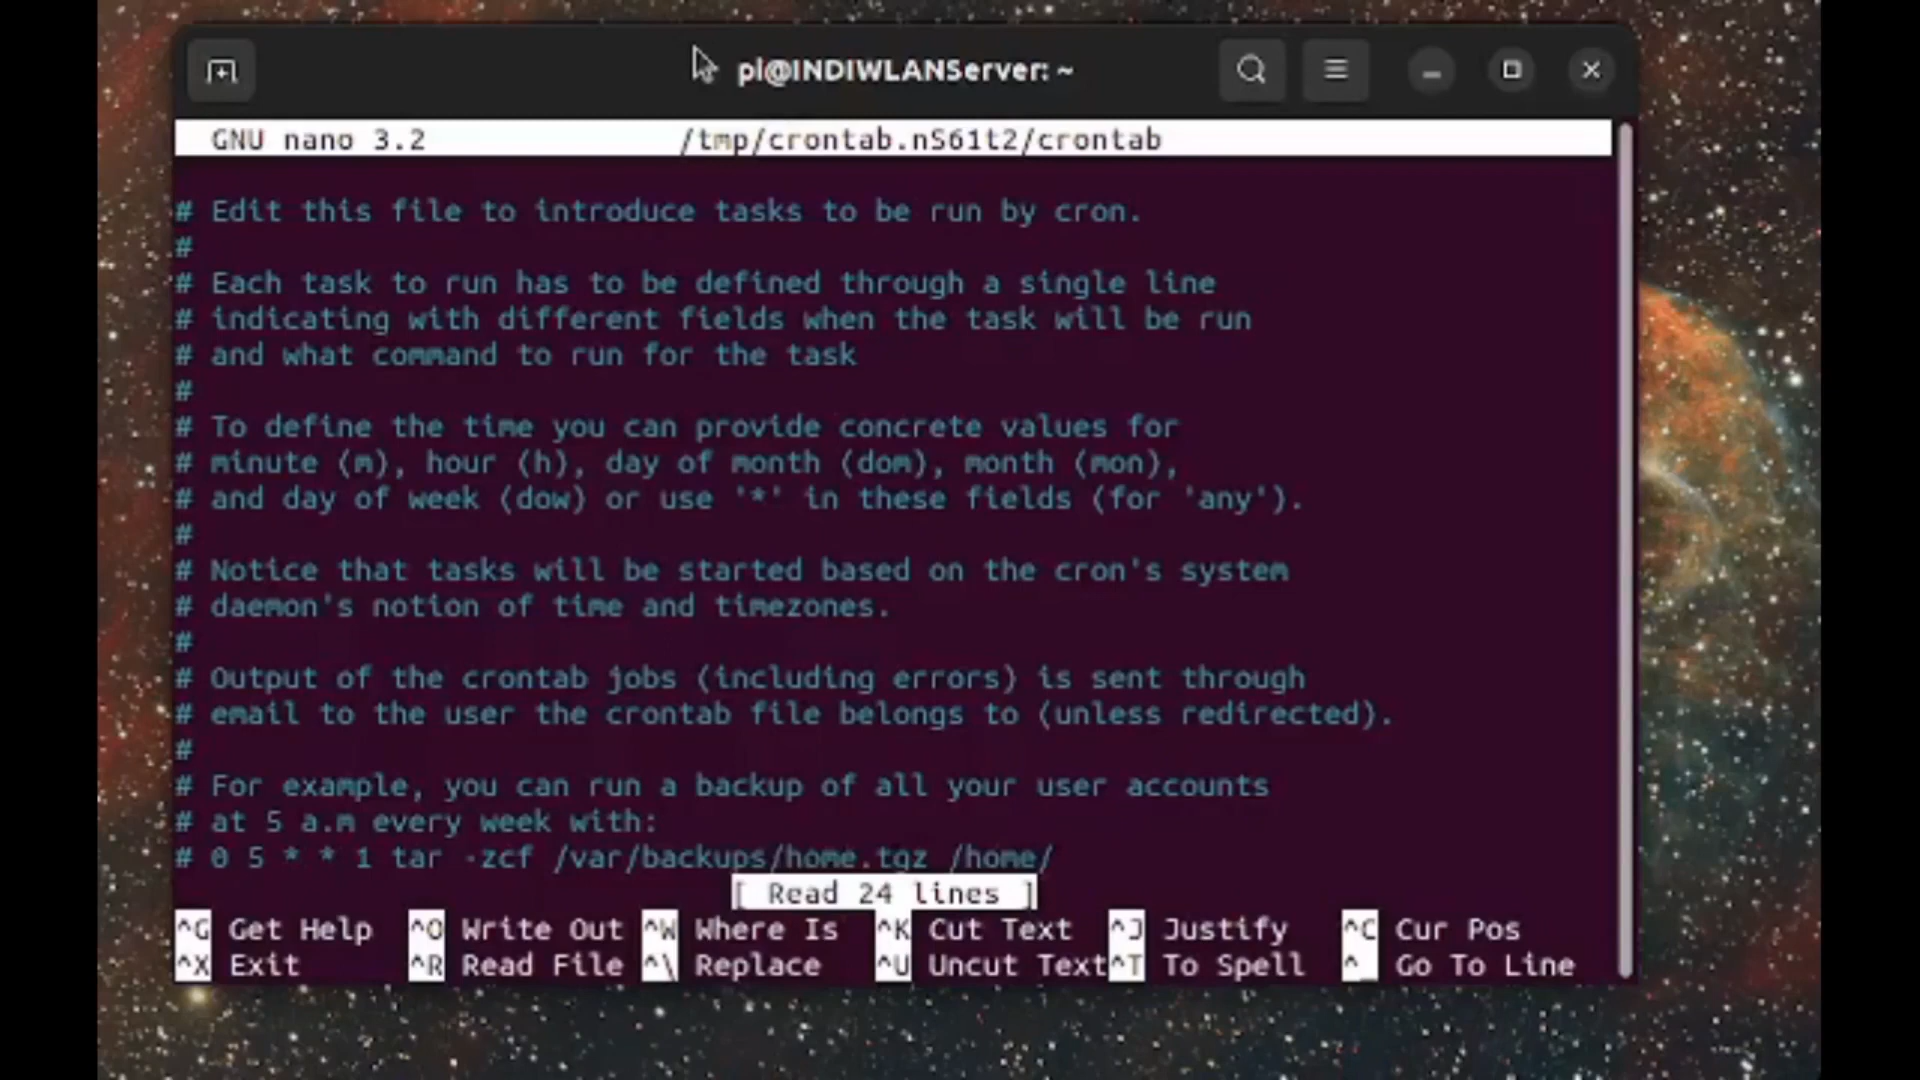 pi@INDIWLANServer: ~
GNU nano 3.2 /tmp/crontab.nS61t2/crontab
# Edit this file to introduce tasks to be run by cron.
#
# Each task to run has to be defined through a single line
# indicating with different fields when the task will be run
# and what command to run for the task
#
# To define the time you can provide concrete values for
# minute (m), hour (h), day of month (dom), month (mon),
# and day of week (dow) or use '*' in these fields (for 'any').
#
# Notice that tasks will be started based on the cron's system
# daemon's notion of time and timezones.
#
# Output of the crontab jobs (including errors) is sent through
# email to the user the crontab file belongs to (unless redirected).
#
# For example, you can run a backup of all your user accounts
# at 5 a.m every week with:
# 0 5 * * 1 tar -zcf /var/backups/home.tgz /home/
[ Read 24 lines ]
^G Get Help ^O Write Out ^W Where Is ^K Cut Text ^J Justify ^C Cur Pos
^X Exit ^R Read File ^\ Replace ^U Uncut Text ^T To Spell ^_ Go To Line